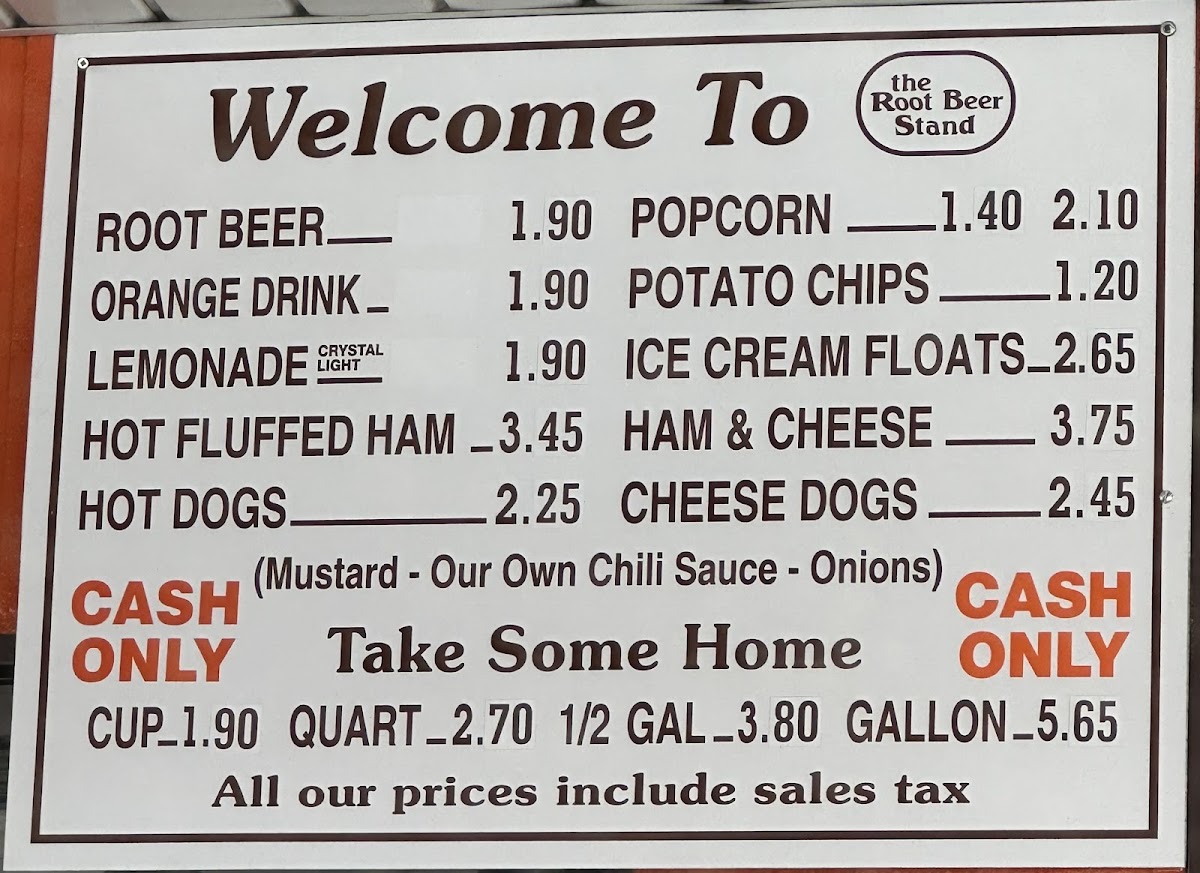 Welcome To
the
Root Beer
Stand
ROOT BEER 1.90
ORANGE DRINK 1.90
LEMONADE CRYSTAL LIGHT 1.90
HOT FLUFFED HAM 3.45
HOT DOGS 2.25
POPCORN 1.40 2.10
POTATO CHIPS 1.20
ICE CREAM FLOATS 2.65
HAM & CHEESE 3.75
CHEESE DOGS 2.45
(Mustard - Our Own Chili Sauce - Onions)
CASH
ONLY
Take Some Home
CASH
ONLY
CUP 1.90 QUART 2.70 1/2 GAL 3.80 GALLON 5.65
All our prices include sales tax